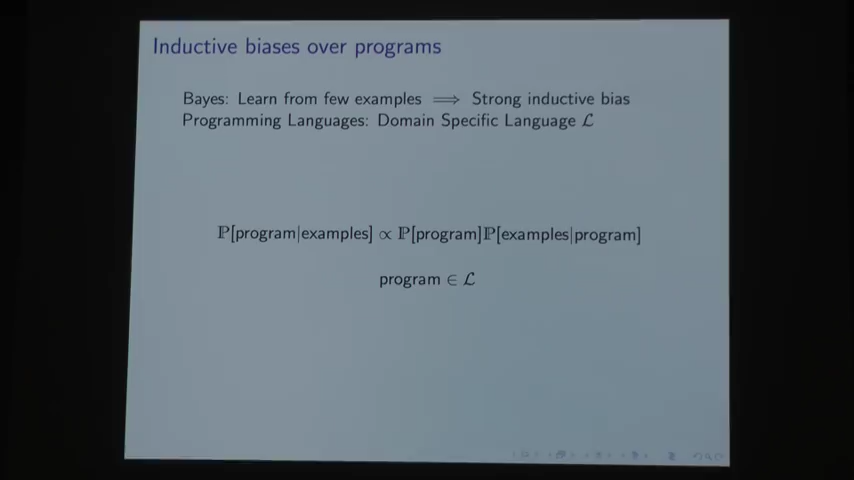 Inductive biases over programs
Bayes: Learn from few examples ⟹ Strong inductive bias
Programming Languages: Domain Specific Language ℒ
ℙ[program|examples] ∝ ℙ[program]ℙ[examples|program]
program ∈ ℒ